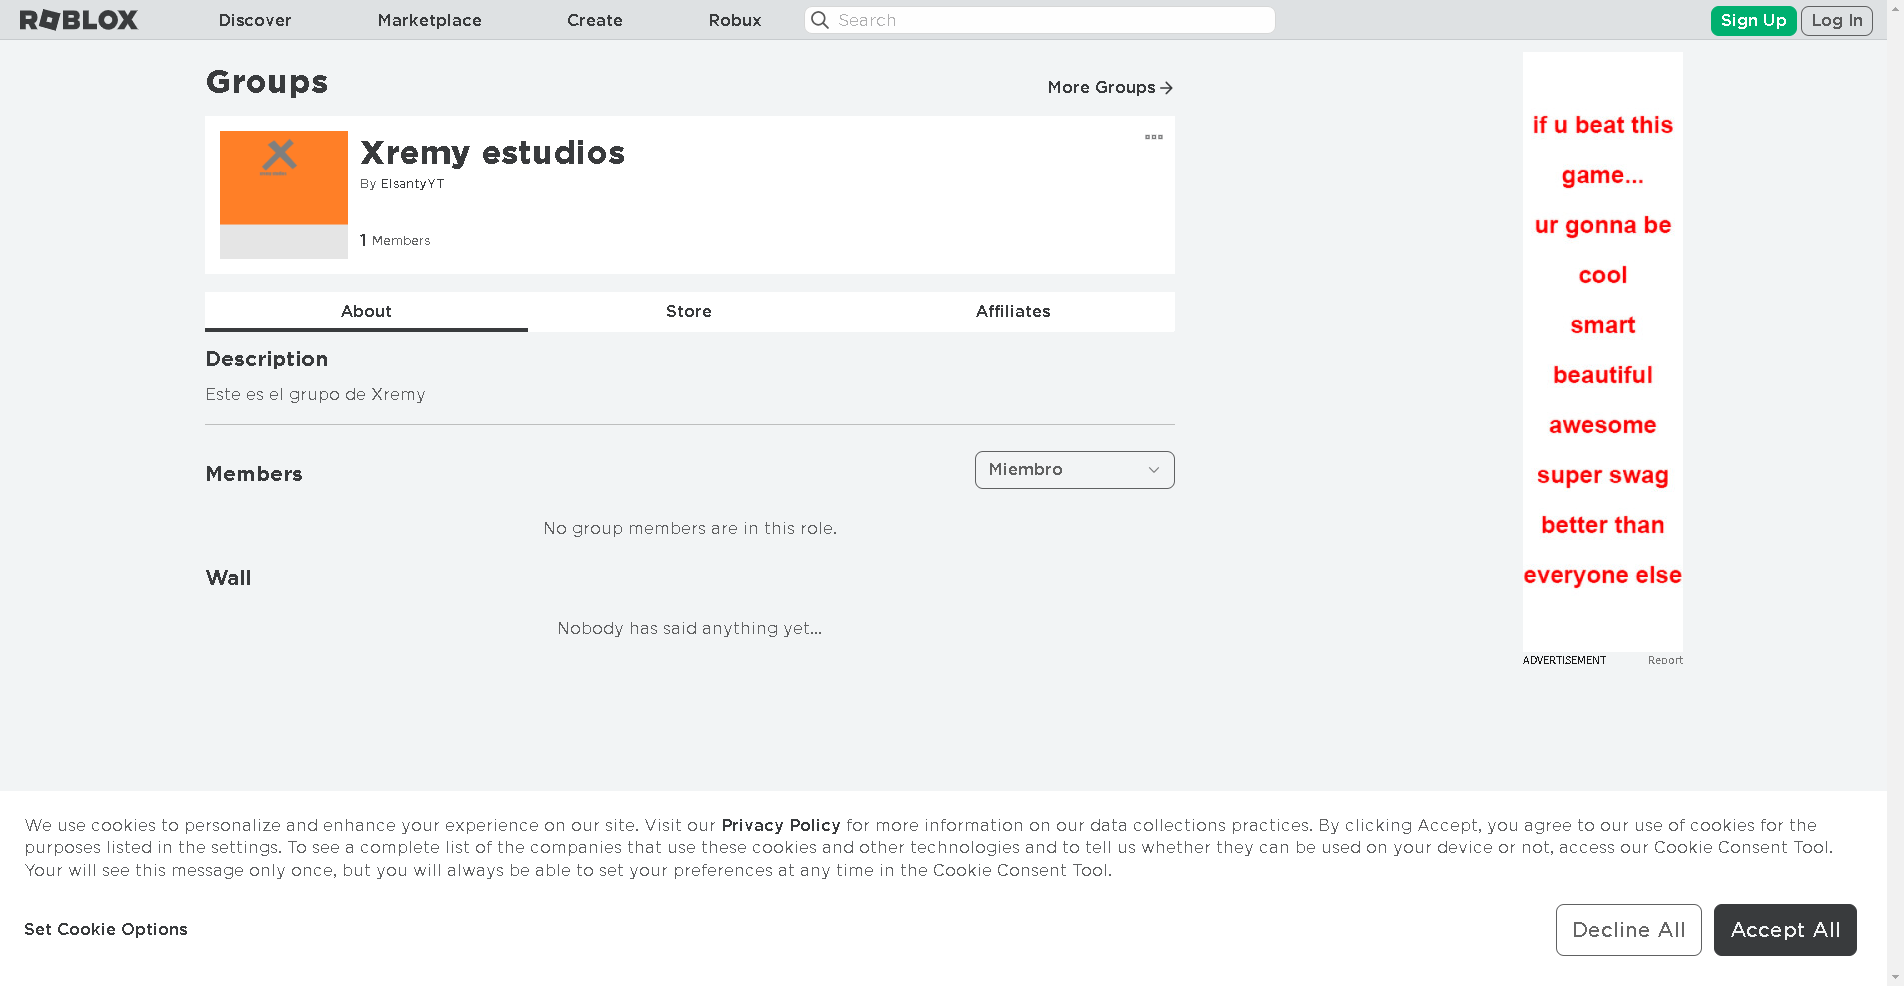 ROBLOX Discover Marketplace Create Robux Search Sign Up Log In
Groups
More Groups
Xremy estudios
By ElsantyYT
1 Members
About Store Affiliates
Description
Este es el grupo de Xremy
Members
Miembro
No group members are in this role.
Wall
Nobody has said anything yet...
if u beat this
game...
ur gonna be
cool
smart
beautiful
awesome
super swag
better than
everyone else
ADVERTISEMENT Report
We use cookies to personalize and enhance your experience on our site. Visit our Privacy Policy for more information on our data collections practices. By clicking Accept, you agree to our use of cookies for the
purposes listed in the settings. To see a complete list of the companies that use these cookies and other technologies and to tell us whether they can be used on your device or not, access our Cookie Consent Tool.
Your will see this message only once, but you will always be able to set your preferences at any time in the Cookie Consent Tool.
Set Cookie Options
Decline All
Accept All